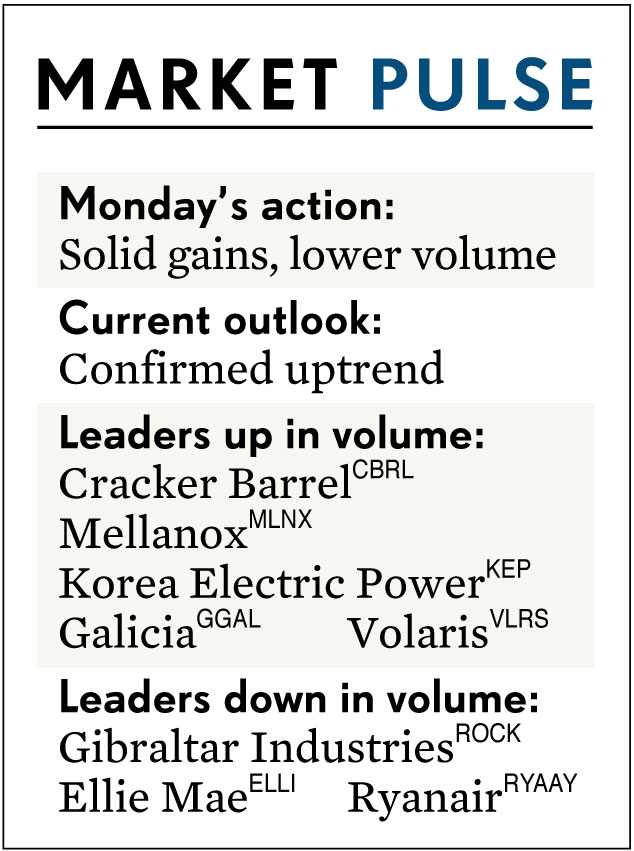 MARKET PULSE
Monday's action:
Solid gains, lower volume
Current outlook:
Confirmed uptrend
Leaders up in volume:
Cracker Barrel CBRL
Mellanox MLNX
Korea Electric Power KEP
Galicia GGAL Volaris VLRS
Leaders down in volume:
Gibraltar Industries ROCK
Ellie Mae ELLI Ryanair RYAAY